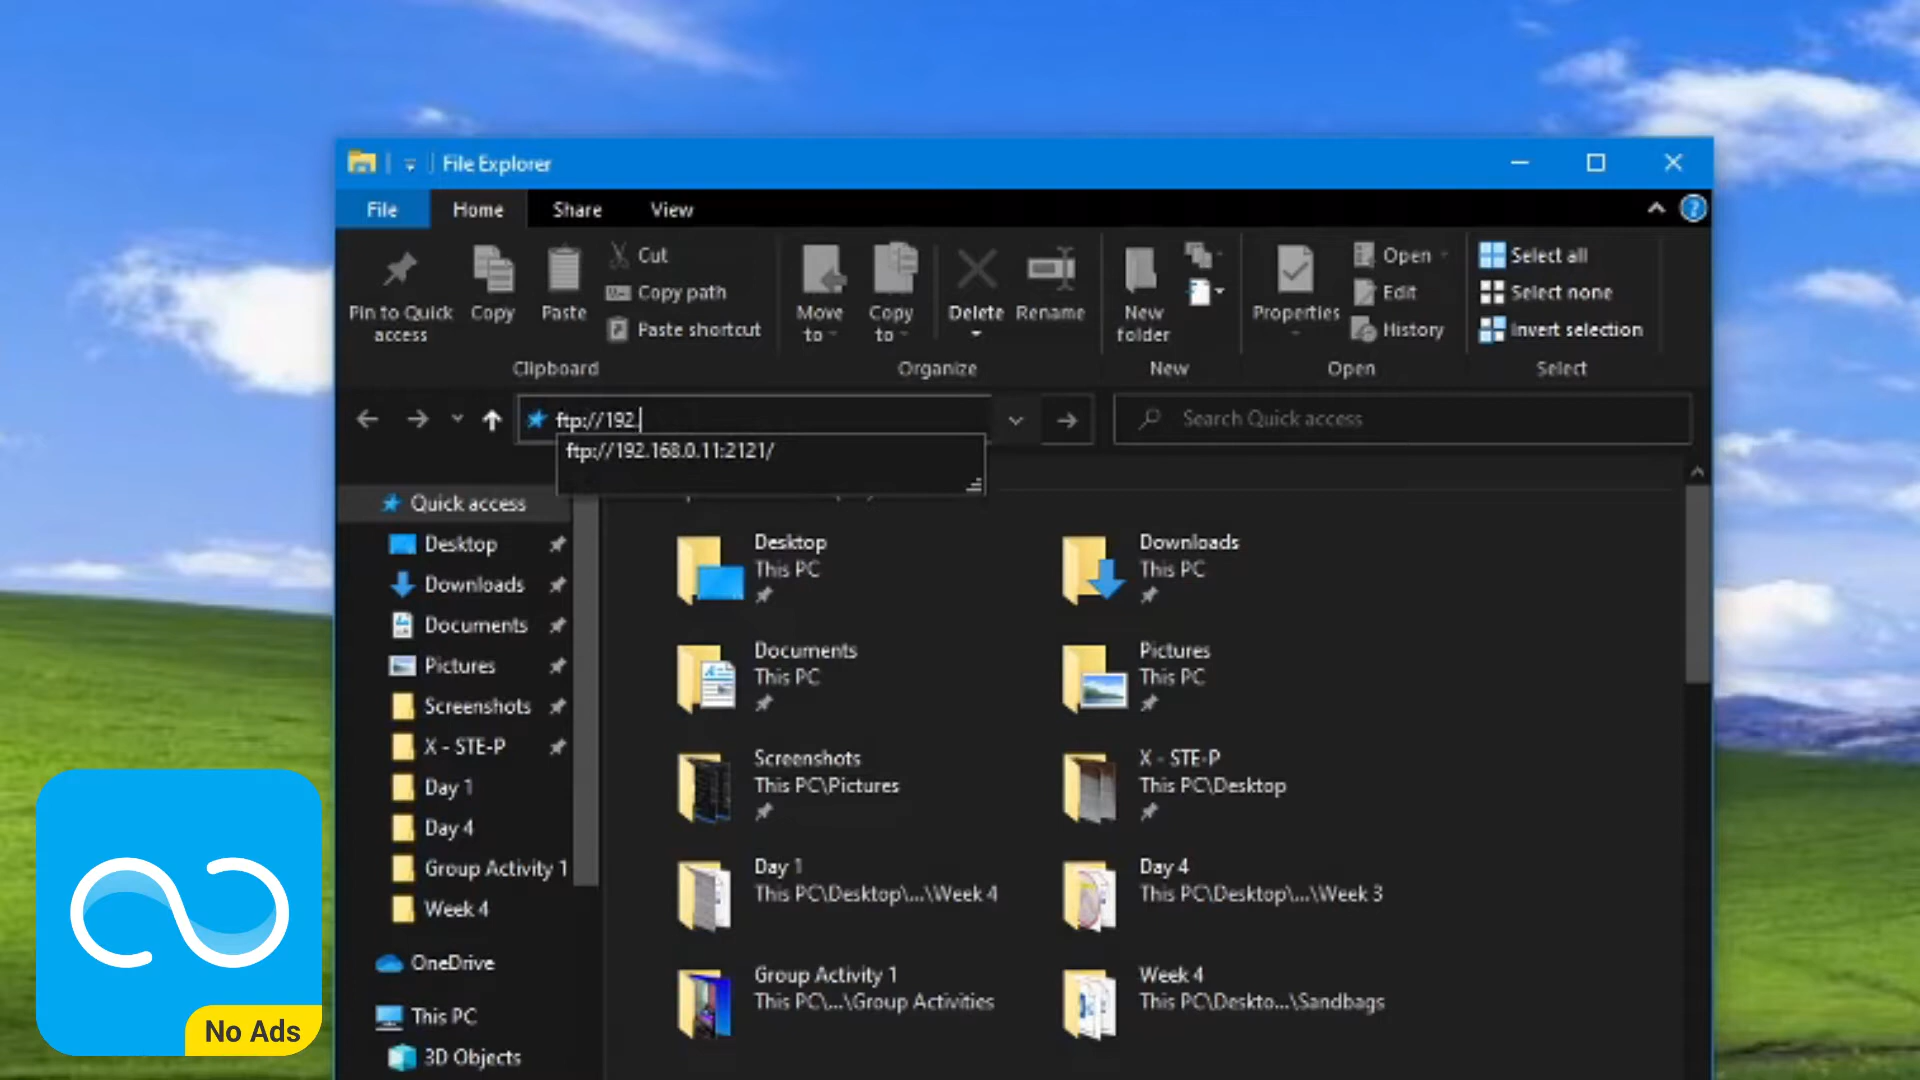 File Explorer
File Home Share View
Pin to Quick access
Copy
Paste
Cut
Copy path
Paste shortcut
Clipboard
Move to
Copy to
Delete
Rename
Organize
New folder
New
Properties
Open
Edit
History
Open
Select all
Select none
Invert selection
Select
ftp://192.
Search Quick access
ftp://192.168.0.11:2121/
Quick access
Desktop
Downloads
Documents
Pictures
Screenshots
X - STE-P
Day 1
Day 4
Group Activity 1
Week 4
OneDrive
This PC
3D Objects
Desktop
This PC
Downloads
This PC
Documents
This PC
Pictures
This PC
Screenshots
This PC\Pictures
X - STE-P
This PC\Desktop
Day 1
This PC\Desktop\...\Week 4
Day 4
This PC\Desktop\...\Week 3
Group Activity 1
This PC\...\Group Activities
Week 4
This PC\Deskto...\Sandbags
No Ads